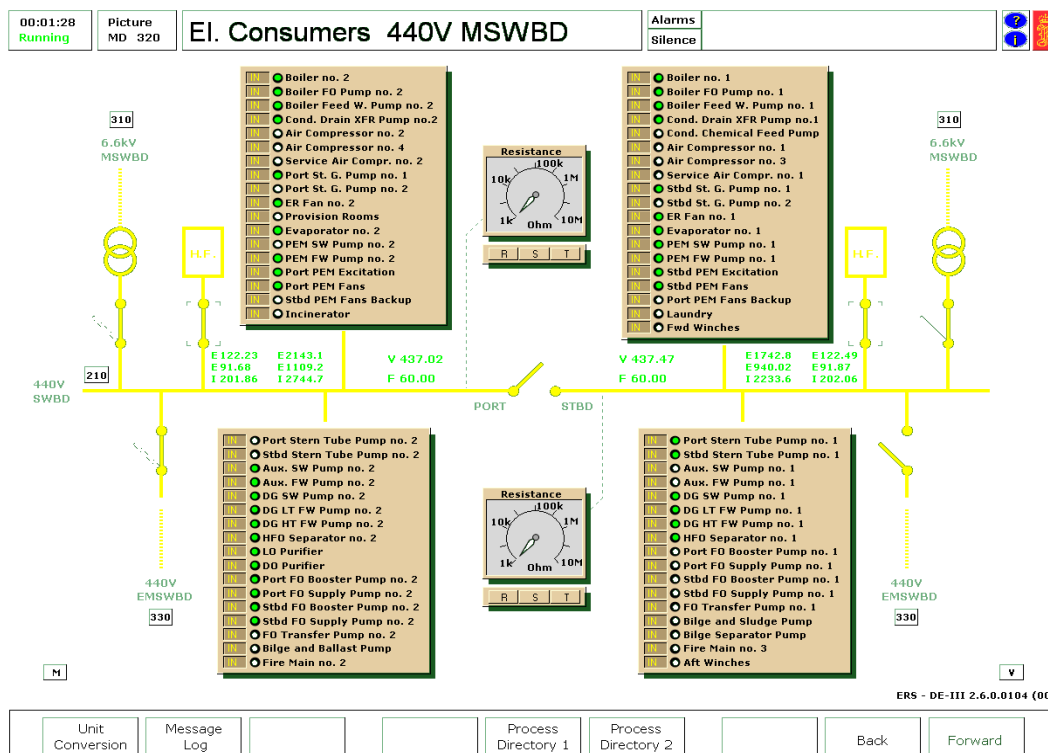 00:01:28
Running
Picture
MD 320
El. Consumers 440V MSWBD
Alarms
Silence
?
i
IN Boiler no. 2
IN Boiler FO Pump no. 2
IN Boiler Feed W. Pump no. 2
IN Cond. Drain XFR Pump no.2
IN Air Compressor no. 2
IN Air Compressor no. 4
IN Service Air Compr. no. 2
IN Port St. G. Pump no. 1
IN Port St. G. Pump no. 2
IN ER Fan no. 2
IN Provision Rooms
IN Evaporator no. 2
IN PEM SW Pump no. 2
IN PEM FW Pump no. 2
IN Port PEM Excitation
IN Port PEM Fans
IN Stbd PEM Fans Backup
IN Incinerator
IN Boiler no. 1
IN Boiler FO Pump no. 1
IN Boiler Feed W. Pump no. 1
IN Cond. Drain XFR Pump no.1
IN Cond. Chemical Feed Pump
IN Air Compressor no. 1
IN Air Compressor no. 3
IN Service Air Compr. no. 1
IN Stbd St. G. Pump no. 1
IN Stbd St. G. Pump no. 2
IN ER Fan no. 1
IN Evaporator no. 1
IN PEM SW Pump no. 1
IN PEM FW Pump no. 1
IN Stbd PEM Excitation
IN Stbd PEM Fans
IN Port PEM Fans Backup
IN Laundry
IN Fwd Winches
310
6.6kV
MSWBD
H.F.
Resistance
100k
10k 1M
1k Ohm 10M
R S T
310
6.6kV
MSWBD
H.F.
E122.23 E2143.1
E91.68 E1109.2
I 201.86 I 2744.7
V 437.02
F 60.00
V 437.47
F 60.00
E1742.8 E122.49
E940.02 E91.87
I 2233.6 I 202.06
440V
SWBD
210
PORT STBD
IN Port Stern Tube Pump no. 2
IN Stbd Stern Tube Pump no. 2
IN Aux. SW Pump no. 2
IN Aux. FW Pump no. 2
IN DG SW Pump no. 2
IN DG LT FW Pump no. 2
IN DG HT FW Pump no. 2
IN HFO Separator no. 2
IN LO Purifier
IN DO Purifier
IN Port FO Booster Pump no. 2
IN Port FO Supply Pump no. 2
IN Stbd FO Booster Pump no. 2
IN Stbd FO Supply Pump no. 2
IN FO Transfer Pump no. 2
IN Bilge and Ballast Pump
IN Fire Main no. 2
Resistance
100k
10k 1M
1k Ohm 10M
R S T
IN Port Stern Tube Pump no. 1
IN Stbd Stern Tube Pump no. 1
IN Aux. SW Pump no. 1
IN Aux. FW Pump no. 1
IN DG SW Pump no. 1
IN DG LT FW Pump no. 1
IN DG HT FW Pump no. 1
IN HFO Separator no. 1
IN Port FO Booster Pump no. 1
IN Port FO Supply Pump no. 1
IN Stbd FO Booster Pump no. 1
IN Stbd FO Supply Pump no. 1
IN FO Transfer Pump no. 1
IN Bilge and Sludge Pump
IN Bilge Separator Pump
IN Fire Main no. 3
IN Aft Winches
440V
EMSWBD
330
440V
EMSWBD
330
M
V
ERS - DE-III 2.6.0.0104 (00
Unit
Conversion
Message
Log
Process
Directory 1
Process
Directory 2
Back
Forward